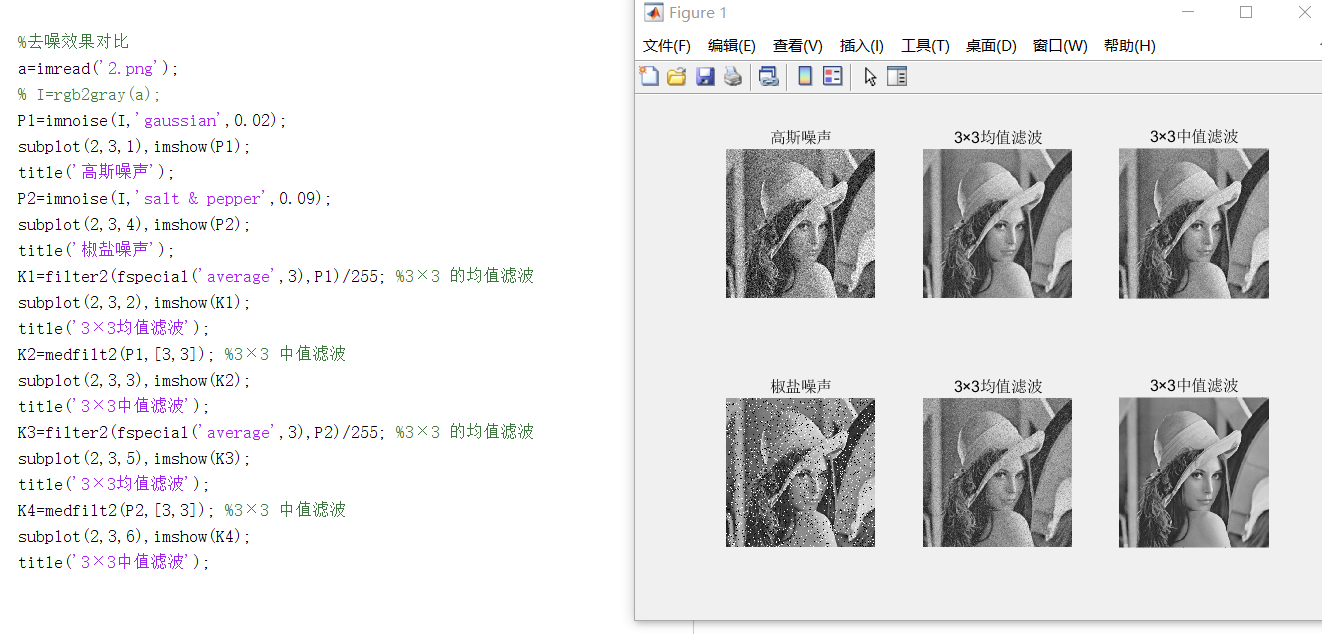 %去噪效果对比
a=imread('2.png');
% I=rgb2gray(a);
P1=imnoise(I,'gaussian',0.02);
subplot(2,3,1),imshow(P1);
title('高斯噪声');
P2=imnoise(I,'salt & pepper',0.09);
subplot(2,3,4),imshow(P2);
title('椒盐噪声');
K1=filter2(fspecial('average',3),P1)/255; %3×3 的均值滤波
subplot(2,3,2),imshow(K1);
title('3×3均值滤波');
K2=medfilt2(P1,[3,3]); %3×3 中值滤波
subplot(2,3,3),imshow(K2);
title('3×3中值滤波');
K3=filter2(fspecial('average',3),P2)/255; %3×3 的均值滤波
subplot(2,3,5),imshow(K3);
title('3×3均值滤波');
K4=medfilt2(P2,[3,3]); %3×3 中值滤波
subplot(2,3,6),imshow(K4);
title('3×3中值滤波');
Figure 1
文件(F) 编辑(E) 查看(V) 插入(I) 工具(T) 桌面(D) 窗口(W) 帮助(H)
高斯噪声 3×3均值滤波 3×3中值滤波
椒盐噪声 3×3均值滤波 3×3中值滤波